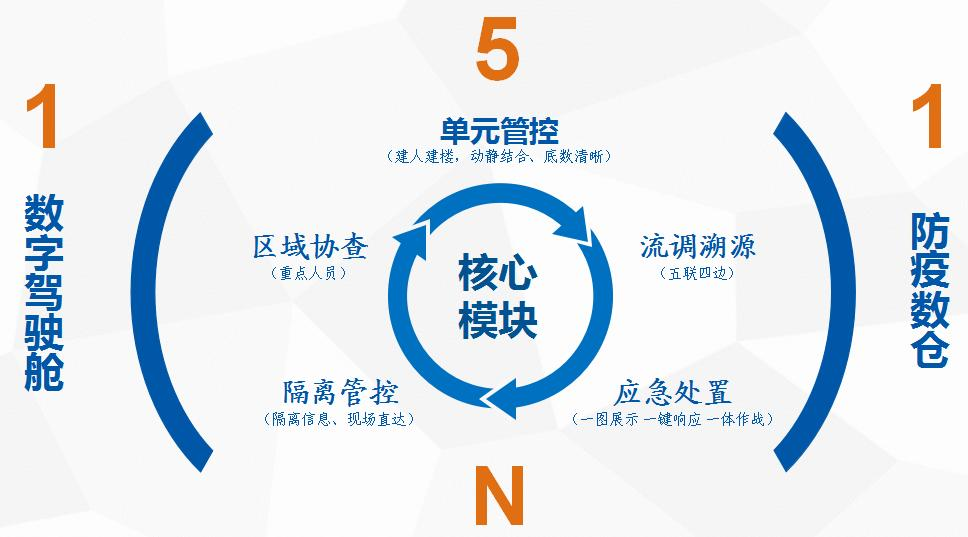 5
1
1
单元管控
（建人建楼，动静结合、底数清晰）
数字驾驶舱
防疫数仓
区域协查
（重点人员）
核心
模块
流调溯源
（五联四边）
隔离管控
（隔离信息、现场直达）
应急处置
（一图展示 一键响应 一体作战）
N